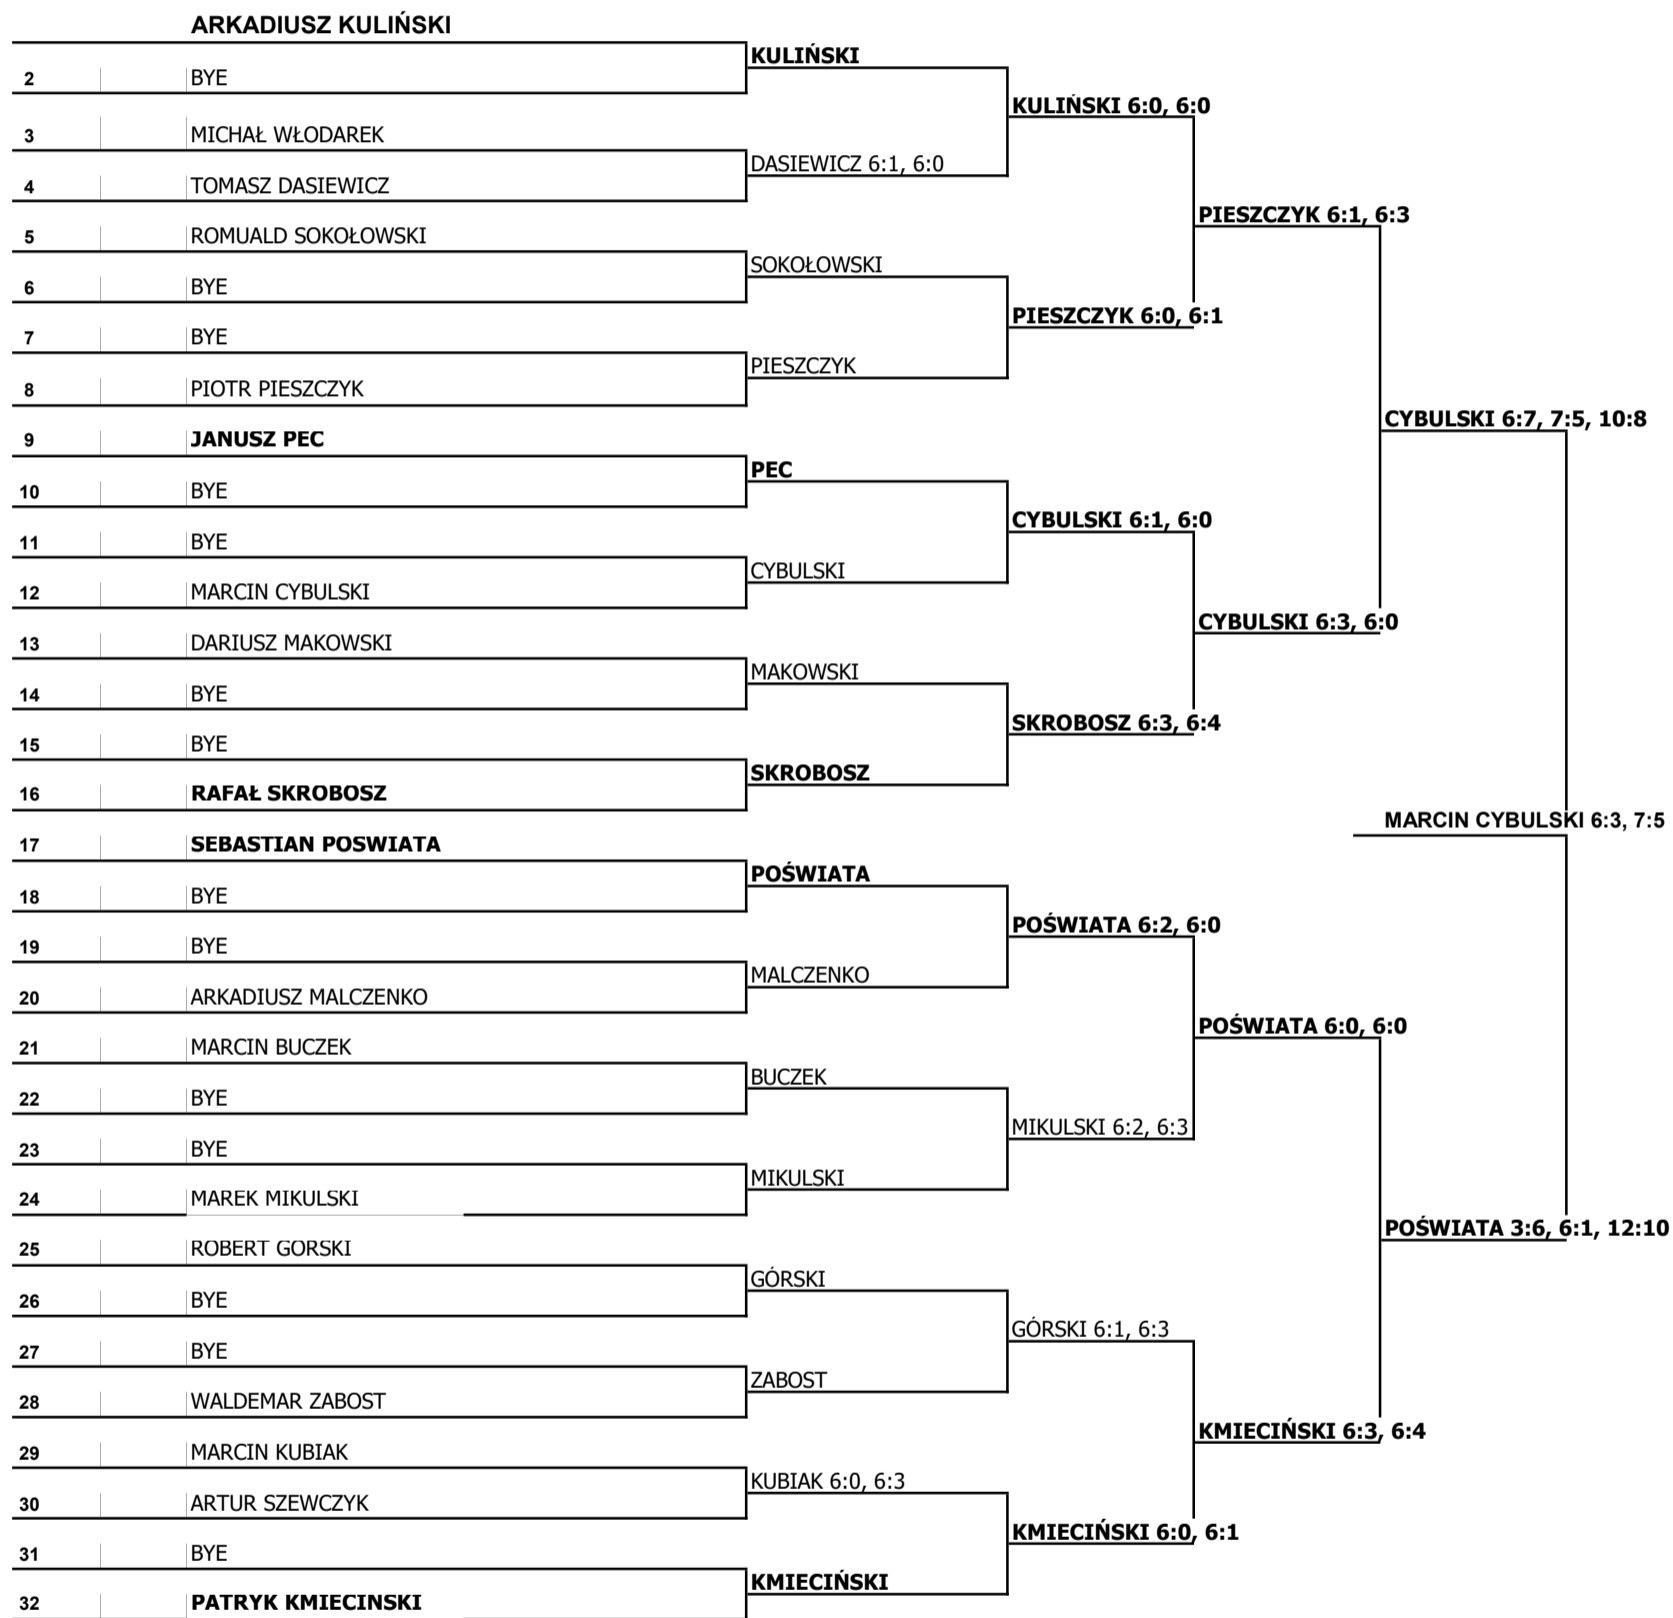 ARKADIUSZ KULIŃSKI
KULIŃSKI
2 BYE
KULIŃSKI 6:0, 6:0
3 MICHAŁ WŁODAREK
DASIEWICZ 6:1, 6:0
4 TOMASZ DASIEWICZ
PIESZCZYK 6:1, 6:3
5 ROMUALD SOKOŁOWSKI
SOKOŁOWSKI
6 BYE
PIESZCZYK 6:0, 6:1
7 BYE
PIESZCZYK
8 PIOTR PIESZCZYK
CYBULSKI 6:7, 7:5, 10:8
9 JANUSZ PEC
PEC
10 BYE
CYBULSKI 6:1, 6:0
11 BYE
CYBULSKI
12 MARCIN CYBULSKI
CYBULSKI 6:3, 6:0
13 DARIUSZ MAKOWSKI
MAKOWSKI
14 BYE
SKROBOSZ 6:3, 6:4
15 BYE
SKROBOSZ
16 RAFAŁ SKROBOSZ
MARCIN CYBULSKI 6:3, 7:5
17 SEBASTIAN POSWIATA
POŚWIATA
18 BYE
POŚWIATA 6:2, 6:0
19 BYE
MALCZENKO
20 ARKADIUSZ MALCZENKO
POŚWIATA 6:0, 6:0
21 MARCIN BUCZEK
BUCZEK
22 BYE
MIKULSKI 6:2, 6:3
23 BYE
MIKULSKI
24 MAREK MIKULSKI
POŚWIATA 3:6, 6:1, 12:10
25 ROBERT GORSKI
GÓRSKI
26 BYE
GÓRSKI 6:1, 6:3
27 BYE
ZABOST
28 WALDEMAR ZABOST
KMIECIŃSKI 6:3, 6:4
29 MARCIN KUBIAK
KUBIAK 6:0, 6:3
30 ARTUR SZEWCZYK
KMIECIŃSKI 6:0, 6:1
31 BYE
KMIECIŃSKI
32 PATRYK KMIECINSKI